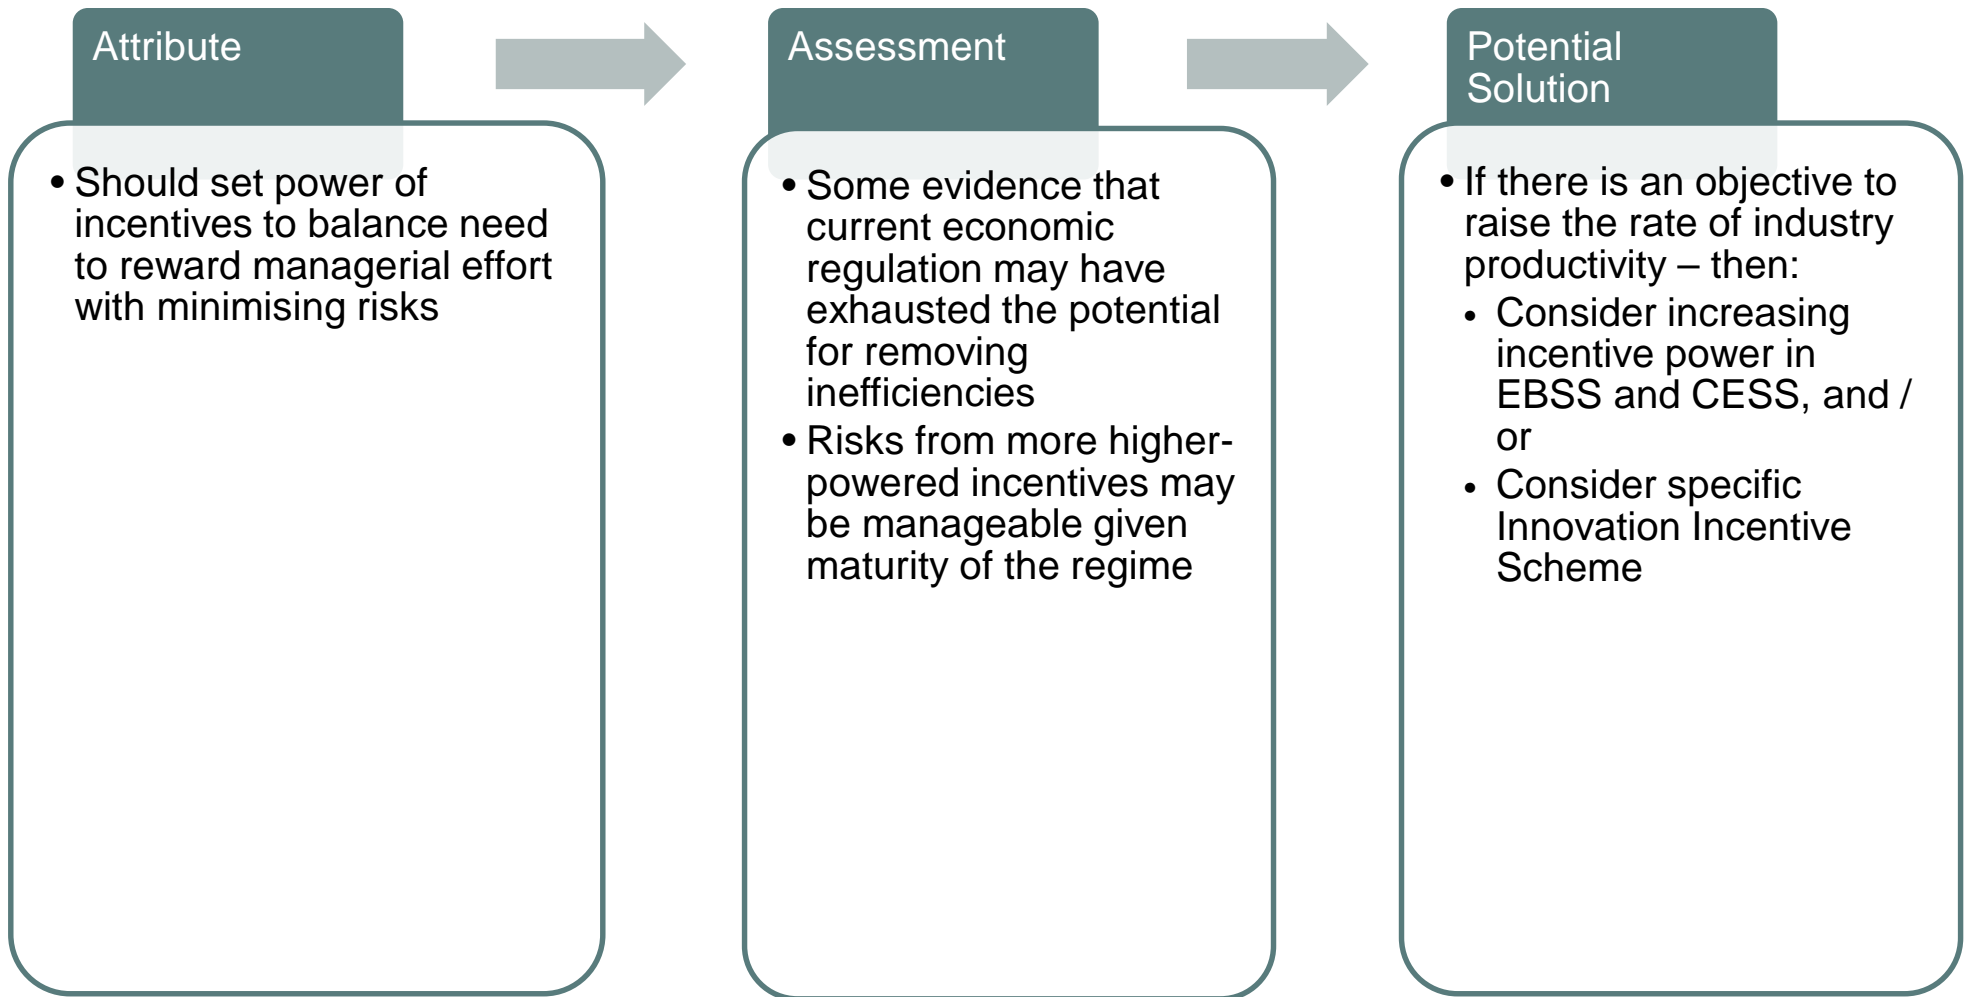 Attribute
• Should set power of
incentives to balance need
to reward managerial effort
with minimising risks
Assessment
• Some evidence that
current economic
regulation may have
exhausted the potential
for removing
inefficiencies
• Risks from more higher-
powered incentives may
be manageable given
maturity of the regime
Potential
Solution
• If there is an objective to
raise the rate of industry
productivity – then:
• Consider increasing
incentive power in
EBSS and CESS, and /
or
• Consider specific
Innovation Incentive
Scheme